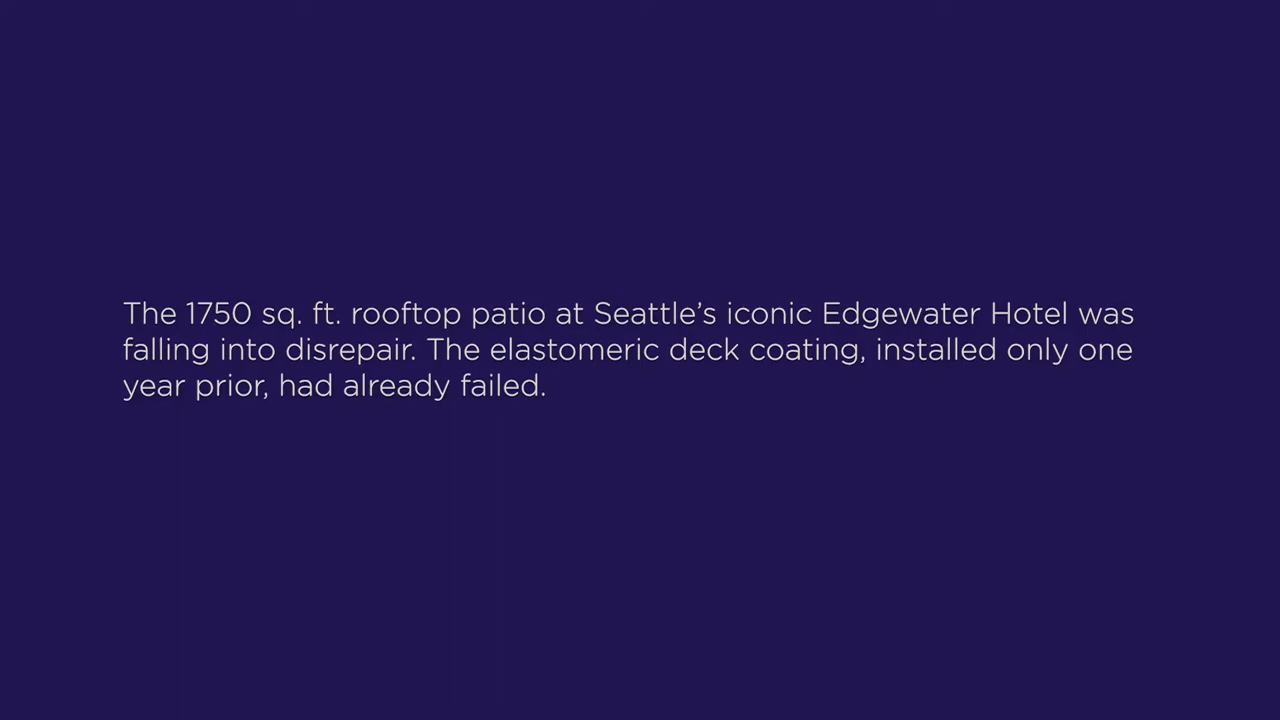 The 1750 sq. ft. rooftop patio at Seattle’s iconic Edgewater Hotel was
falling into disrepair. The elastomeric deck coating, installed only one
year prior, had already failed.